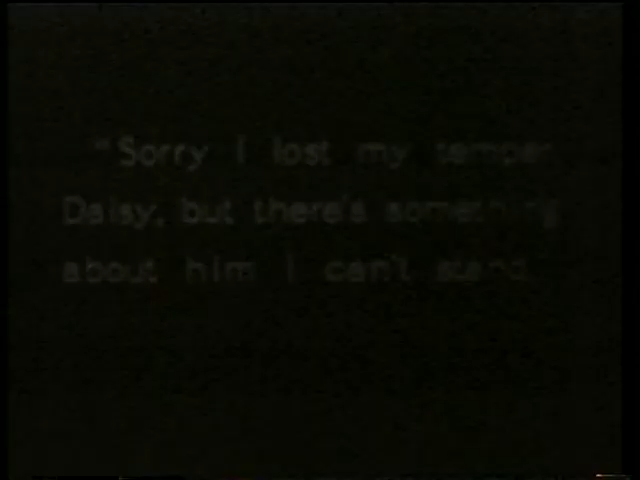 "Sorry I lost my temper
Daisy, but there's something
about him I can't stand